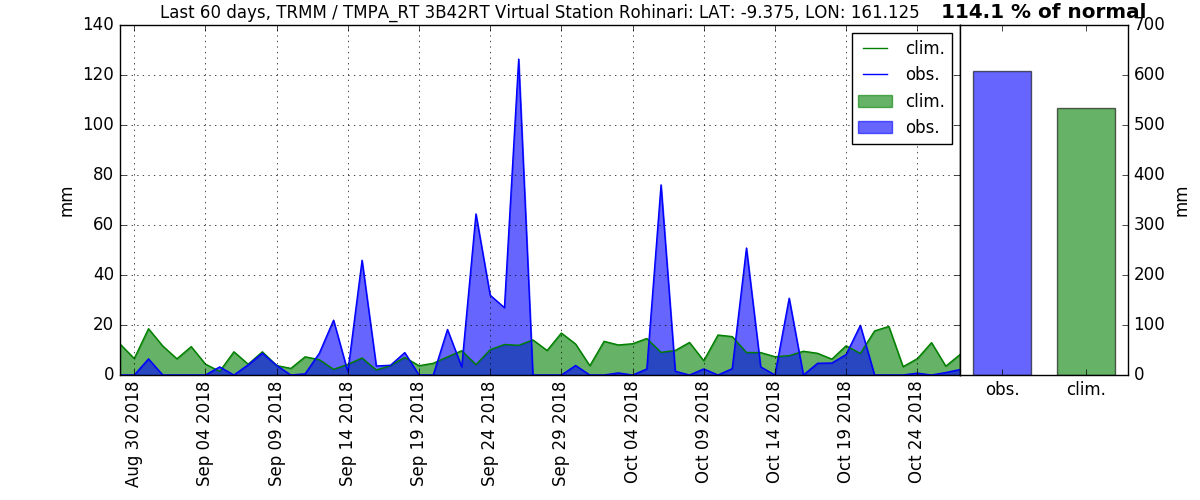 Last 60 days, TRMM / TMPA_RT 3B42RT Virtual Station Rohinari: LAT: -9.375, LON: 161.125
114.1 % of normal
140
120
100
80
60
40
20
0
mm
clim.
obs.
clim.
obs.
700
600
500
400
300
200
100
0
mm
obs.
clim.
Aug 30 2018
Sep 04 2018
Sep 09 2018
Sep 14 2018
Sep 19 2018
Sep 24 2018
Sep 29 2018
Oct 04 2018
Oct 09 2018
Oct 14 2018
Oct 19 2018
Oct 24 2018